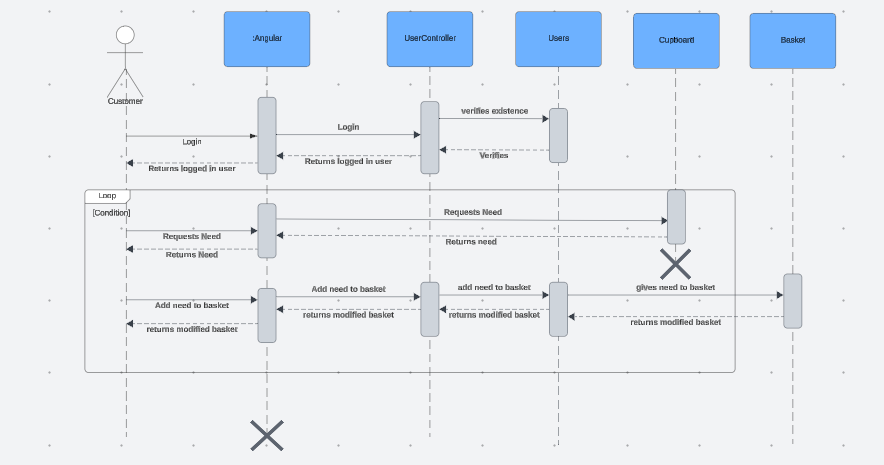 :Angular
UserController
Users
Cupboard
Basket
Customer
verifies existence
Login
Login
Verifies
Returns logged in user
Returns logged in user
Loop
[Condition]
Requests Need
Requests Need
Returns need
Returns Need
gives need to basket
add need to basket
Add need to basket
Add need to basket
returns modified basket
returns modified basket
returns modified basket
returns modified basket